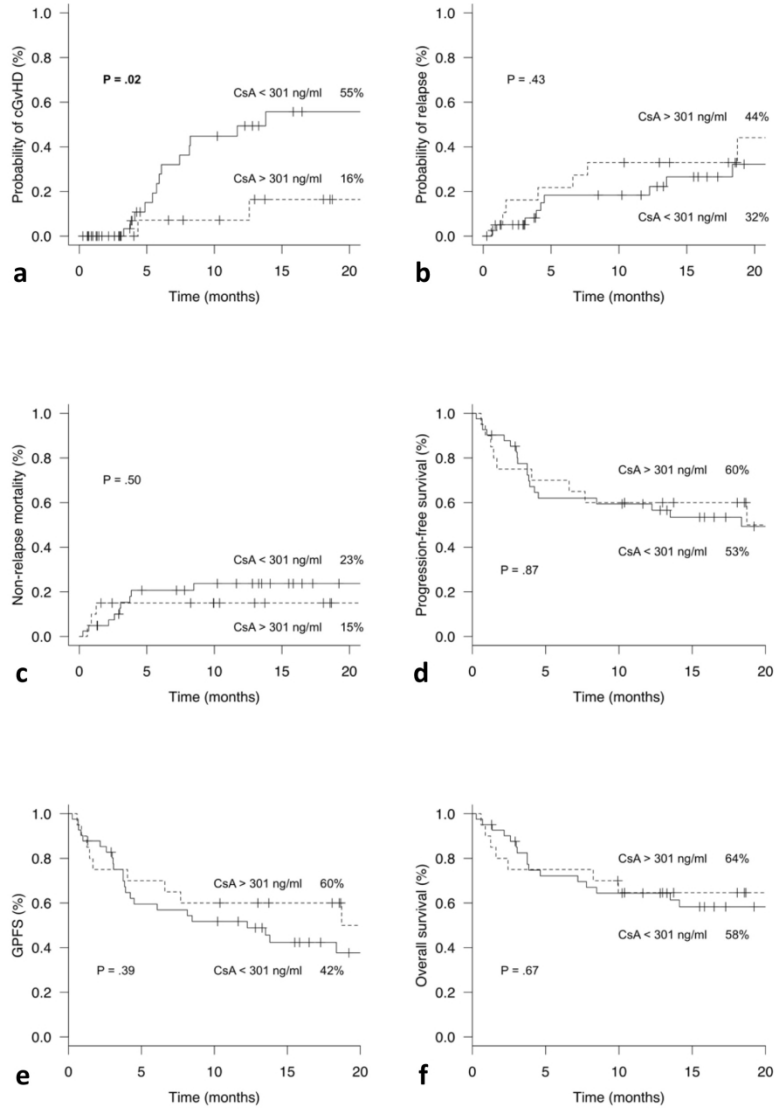 Probability of cGvHD (%)
1.0
0.8
0.6
0.4
0.2
0.0
P = .02
CsA < 301 ng/ml 55%
CsA > 301 ng/ml 16%
0 5 10 15 20
Time (months)
a
Probability of relapse (%)
1.0
0.8
0.6
0.4
0.2
0.0
P = .43
CsA > 301 ng/ml 44%
CsA < 301 ng/ml 32%
0 5 10 15 20
Time (months)
b
Non-relapse mortality (%)
1.0
0.8
0.6
0.4
0.2
0.0
P = .50
CsA < 301 ng/ml 23%
CsA > 301 ng/ml 15%
0 5 10 15 20
Time (months)
c
Progression-free survival (%)
1.0
0.8
0.6
0.4
0.2
0.0
CsA > 301 ng/ml 60%
CsA < 301 ng/ml 53%
P = .87
0 5 10 15 20
Time (months)
d
GPFS (%)
1.0
0.8
0.6
0.4
0.2
0.0
CsA > 301 ng/ml 60%
CsA < 301 ng/ml 42%
P = .39
0 5 10 15 20
Time (months)
e
Overall survival (%)
1.0
0.8
0.6
0.4
0.2
0.0
CsA > 301 ng/ml 64%
CsA < 301 ng/ml 58%
P = .67
0 5 10 15 20
Time (months)
f